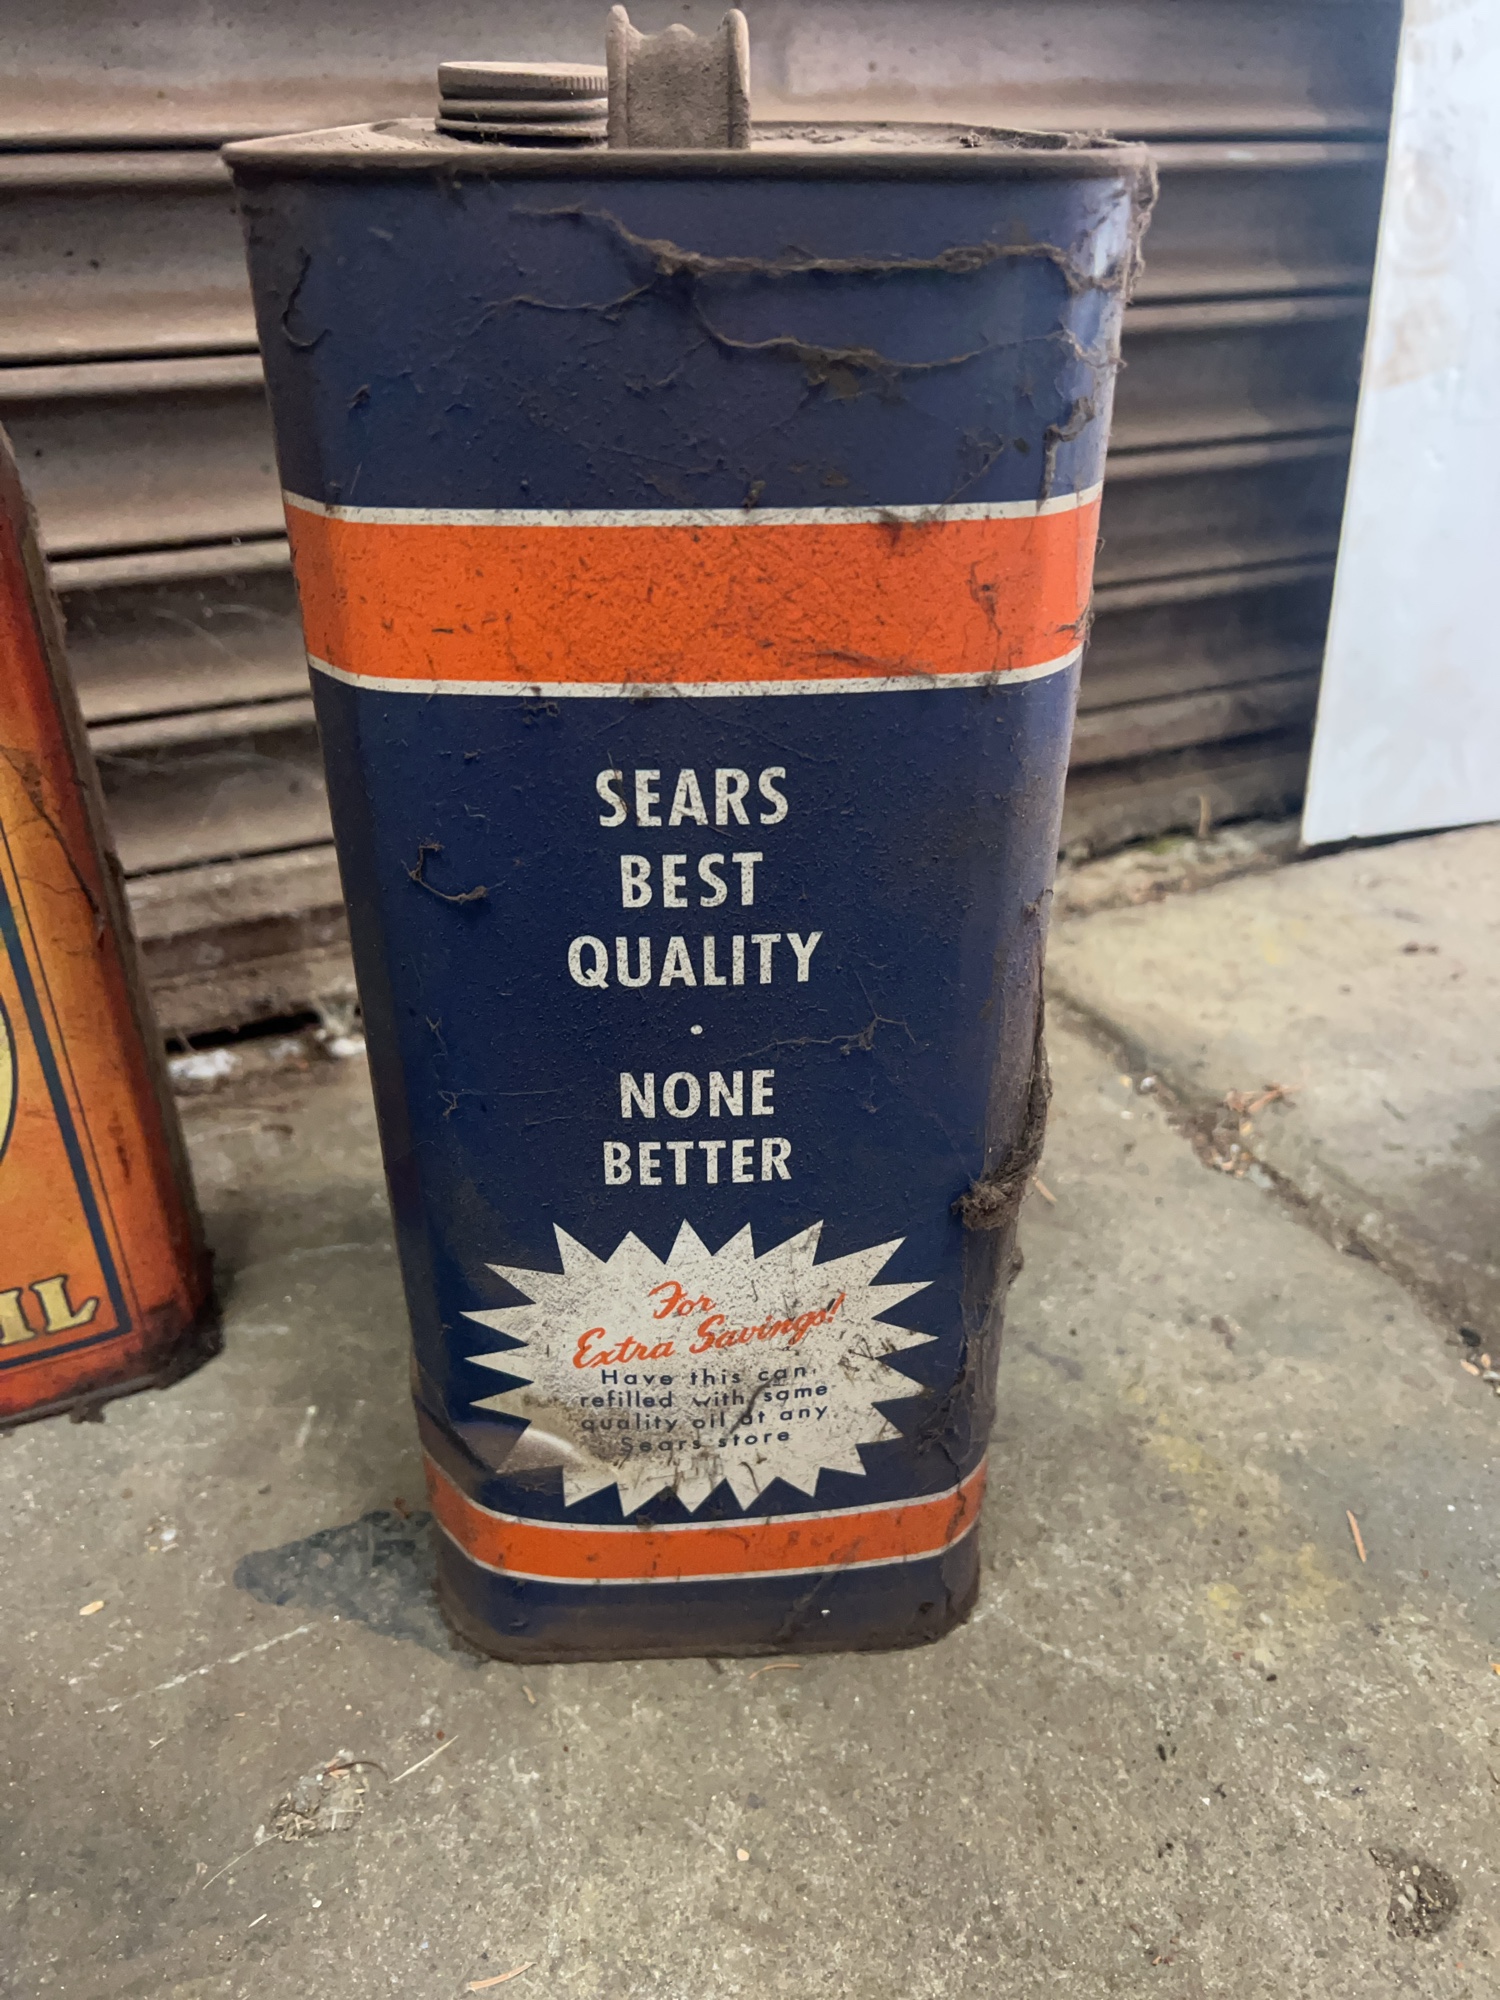 SEARS
BEST
QUALITY
•
NONE
BETTER
For
Extra Savings!
Have this can
refilled with same
quality oil at any
Sears store
IL